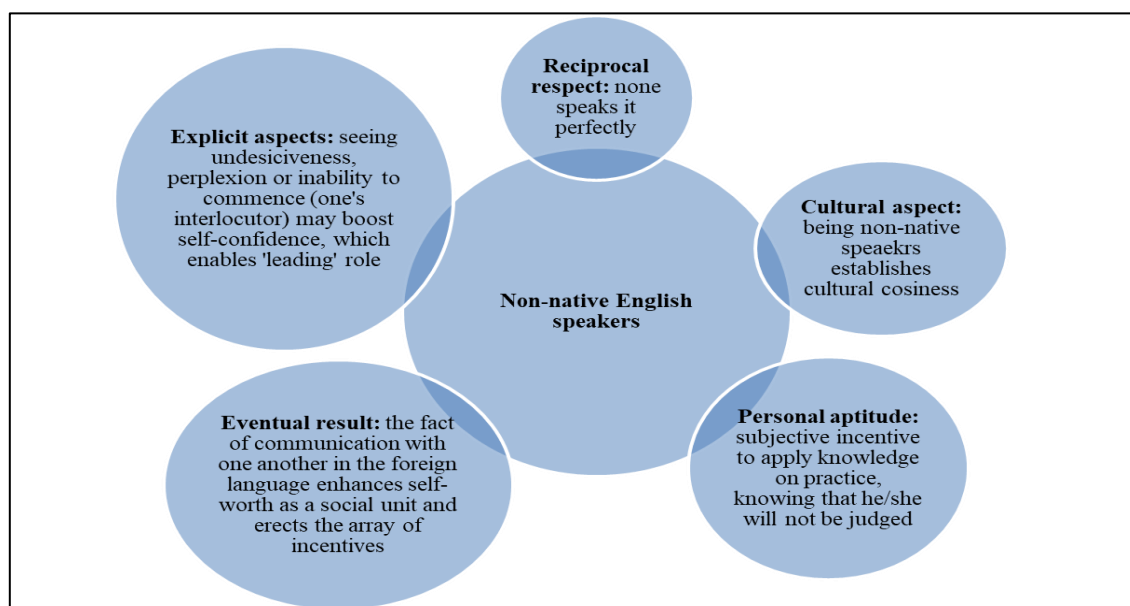 Reciprocal
respect: none
speaks it
perfectly
Explicit aspects: seeing
undesiciveness,
perplexion or inability to
commence (one's
interlocutor) may boost
self-confidence, which
enables 'leading' role
Cultural aspect:
being non-native
speaekrs
establishes
cultural cosiness
Non-native English
speakers
Eventual result: the fact
of communication with
one another in the foreign
language enhances self-
worth as a social unit and
erects the array of
incentives
Personal aptitude:
subjective incentive
to apply knowledge
on practice,
knowing that he/she
will not be judged